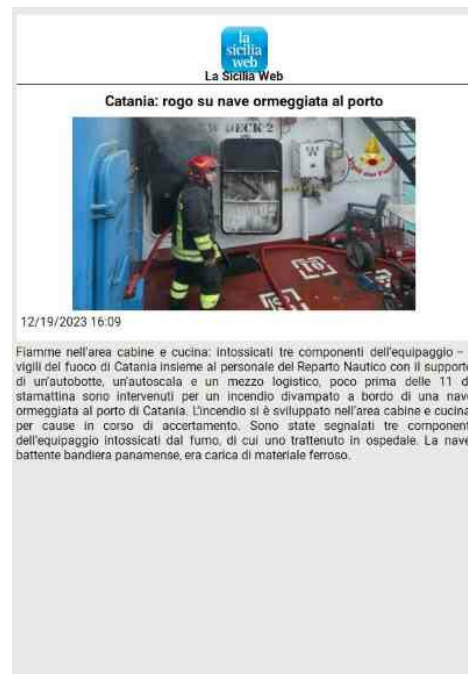 la
sicilia
web
La Sicilia Web
Catania: rogo su nave ormeggiata al porto
DECK 2
12/19/2023 16:09
Fiamme nell'area cabine e cucina: intossicati tre componenti dell'equipaggio –
vigili del fuoco di Catania insieme al personale del Reparto Nautico con il supporto
di un'autobotte, un'autoscala e un mezzo logistico, poco prima delle 11 d
stamattina sono intervenuti per un incendio divampato a bordo di una nave
ormeggiata al porto di Catania. L'incendio si è sviluppato nell'area cabine e cucina
per cause in corso di accertamento. Sono state segnalati tre component
dell'equipaggio intossicati dal fumo, di cui uno trattenuto in ospedale. La nave
battente bandiera panamense, era carica di materiale ferroso.